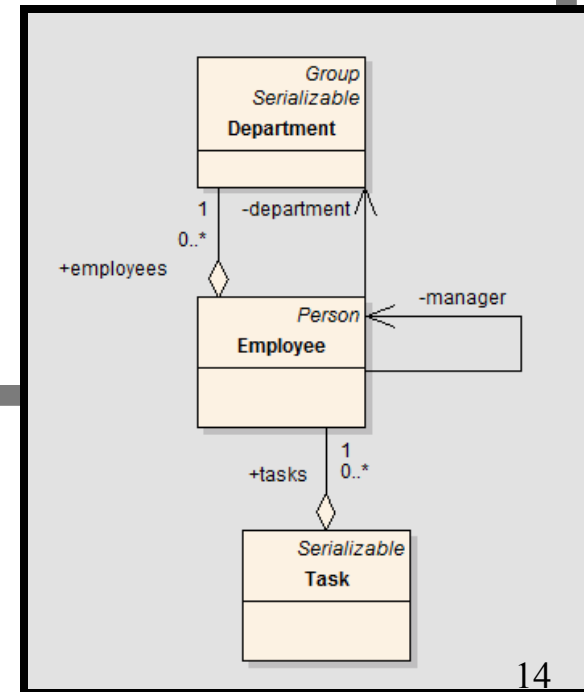 Group
Serializable
Department
1
-department
0..*
+employees
-manager
Person
Employee
1
+tasks
0..*
Serializable
Task
14